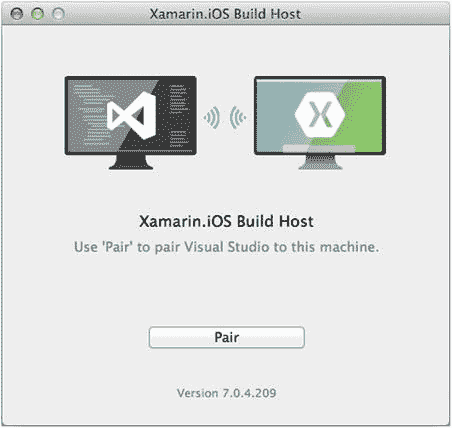 Xamarin.iOS Build Host
Xamarin.iOS Build Host
Use 'Pair' to pair Visual Studio to this machine.
Pair
Version 7.0.4.209